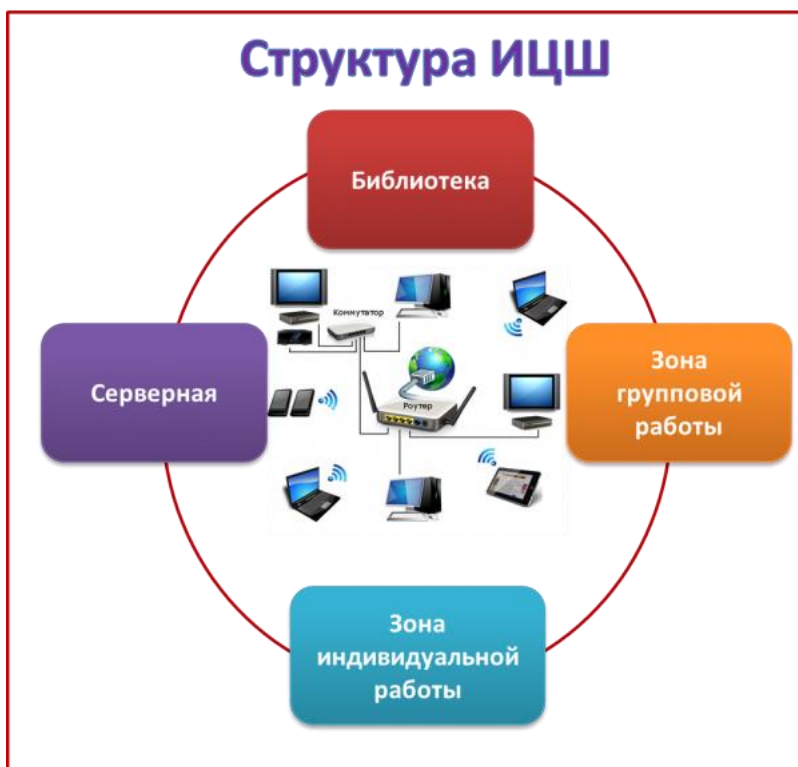 Структура ИЦШ
Библиотека
Коммутатор
Серверная
Зона
групповой
работы
Роутер
Зона
индивидуальной
работы